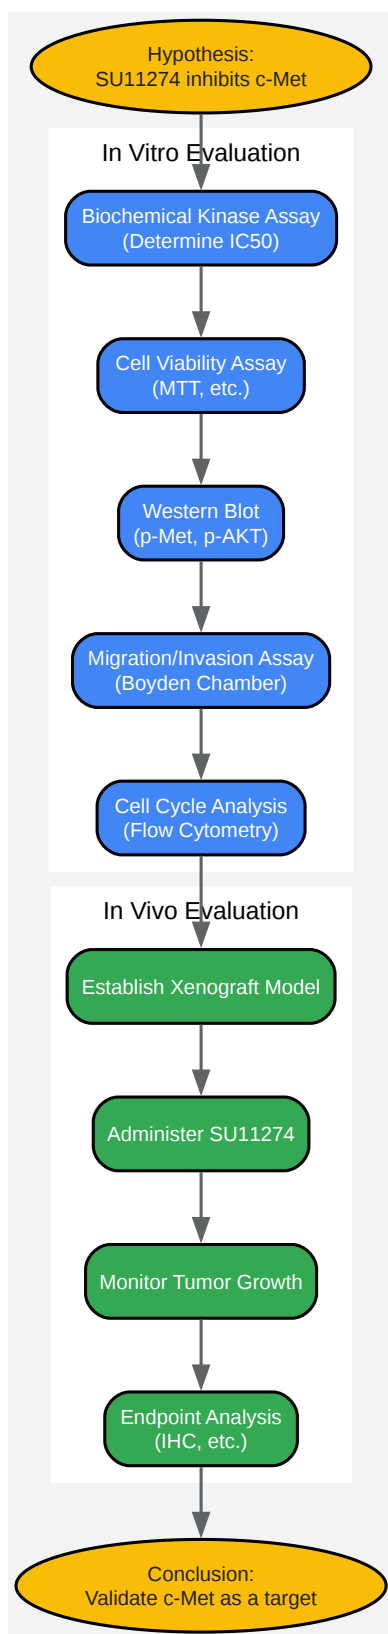 Hypothesis:
SU11274 inhibits c-Met
In Vitro Evaluation
Biochemical Kinase Assay
(Determine IC50)
Cell Viability Assay
(MTT, etc.)
Western Blot
(p-Met, p-AKT)
Migration/Invasion Assay
(Boyden Chamber)
Cell Cycle Analysis
(Flow Cytometry)
In Vivo Evaluation
Establish Xenograft Model
Administer SU11274
Monitor Tumor Growth
Endpoint Analysis
(IHC, etc.)
Conclusion:
Validate c-Met as a target